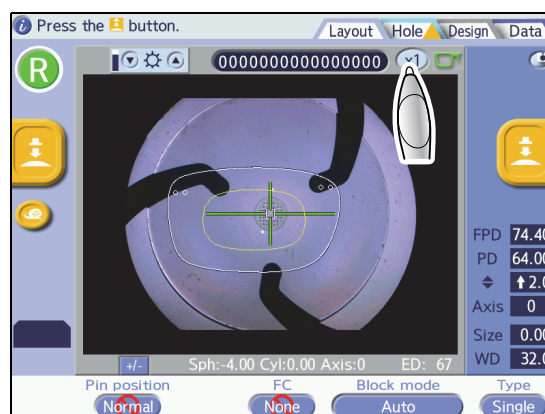 Press the button.
Layout Hole Design Data
R
0000000000000000 x1
FPD 74.40
PD 64.00
2.0
Axis 0
Size 0.00
WD 32.0
+/- Sph:-4.00 Cyl:0.00 Axis:0 ED: 67
Pin position FC Block mode Type
Normal None Auto Single